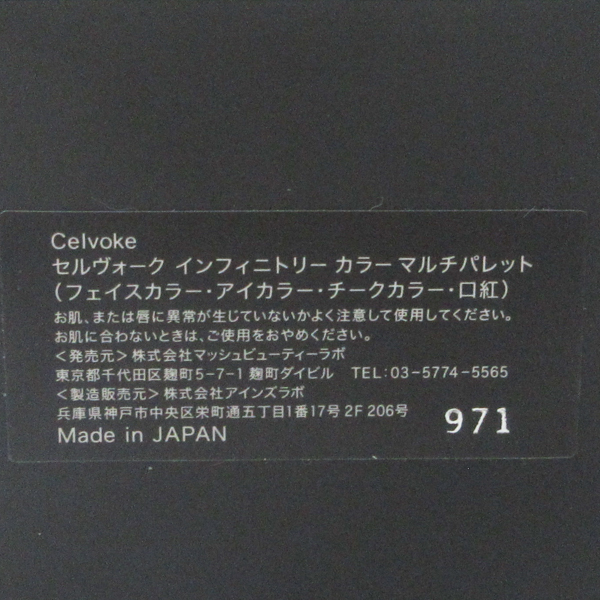 Celvoke
セルヴォーク インフィニトリー カラー マルチパレット
(フェイスカラー・アイカラー・チークカラー・口紅)
お肌、または唇に異常が生じていないかよく注意して使用してください。
お肌に合わないときは、ご使用をおやめください。
<発売元> 株式会社マッシュビューティーラボ
東京都千代田区麹町5-7-1 麹町ダイビル TEL:03-5774-5565
<製造販売元> 株式会社アインズラボ
兵庫県神戸市中央区栄町通五丁目1番17号 2F 206号
Made in JAPAN 971